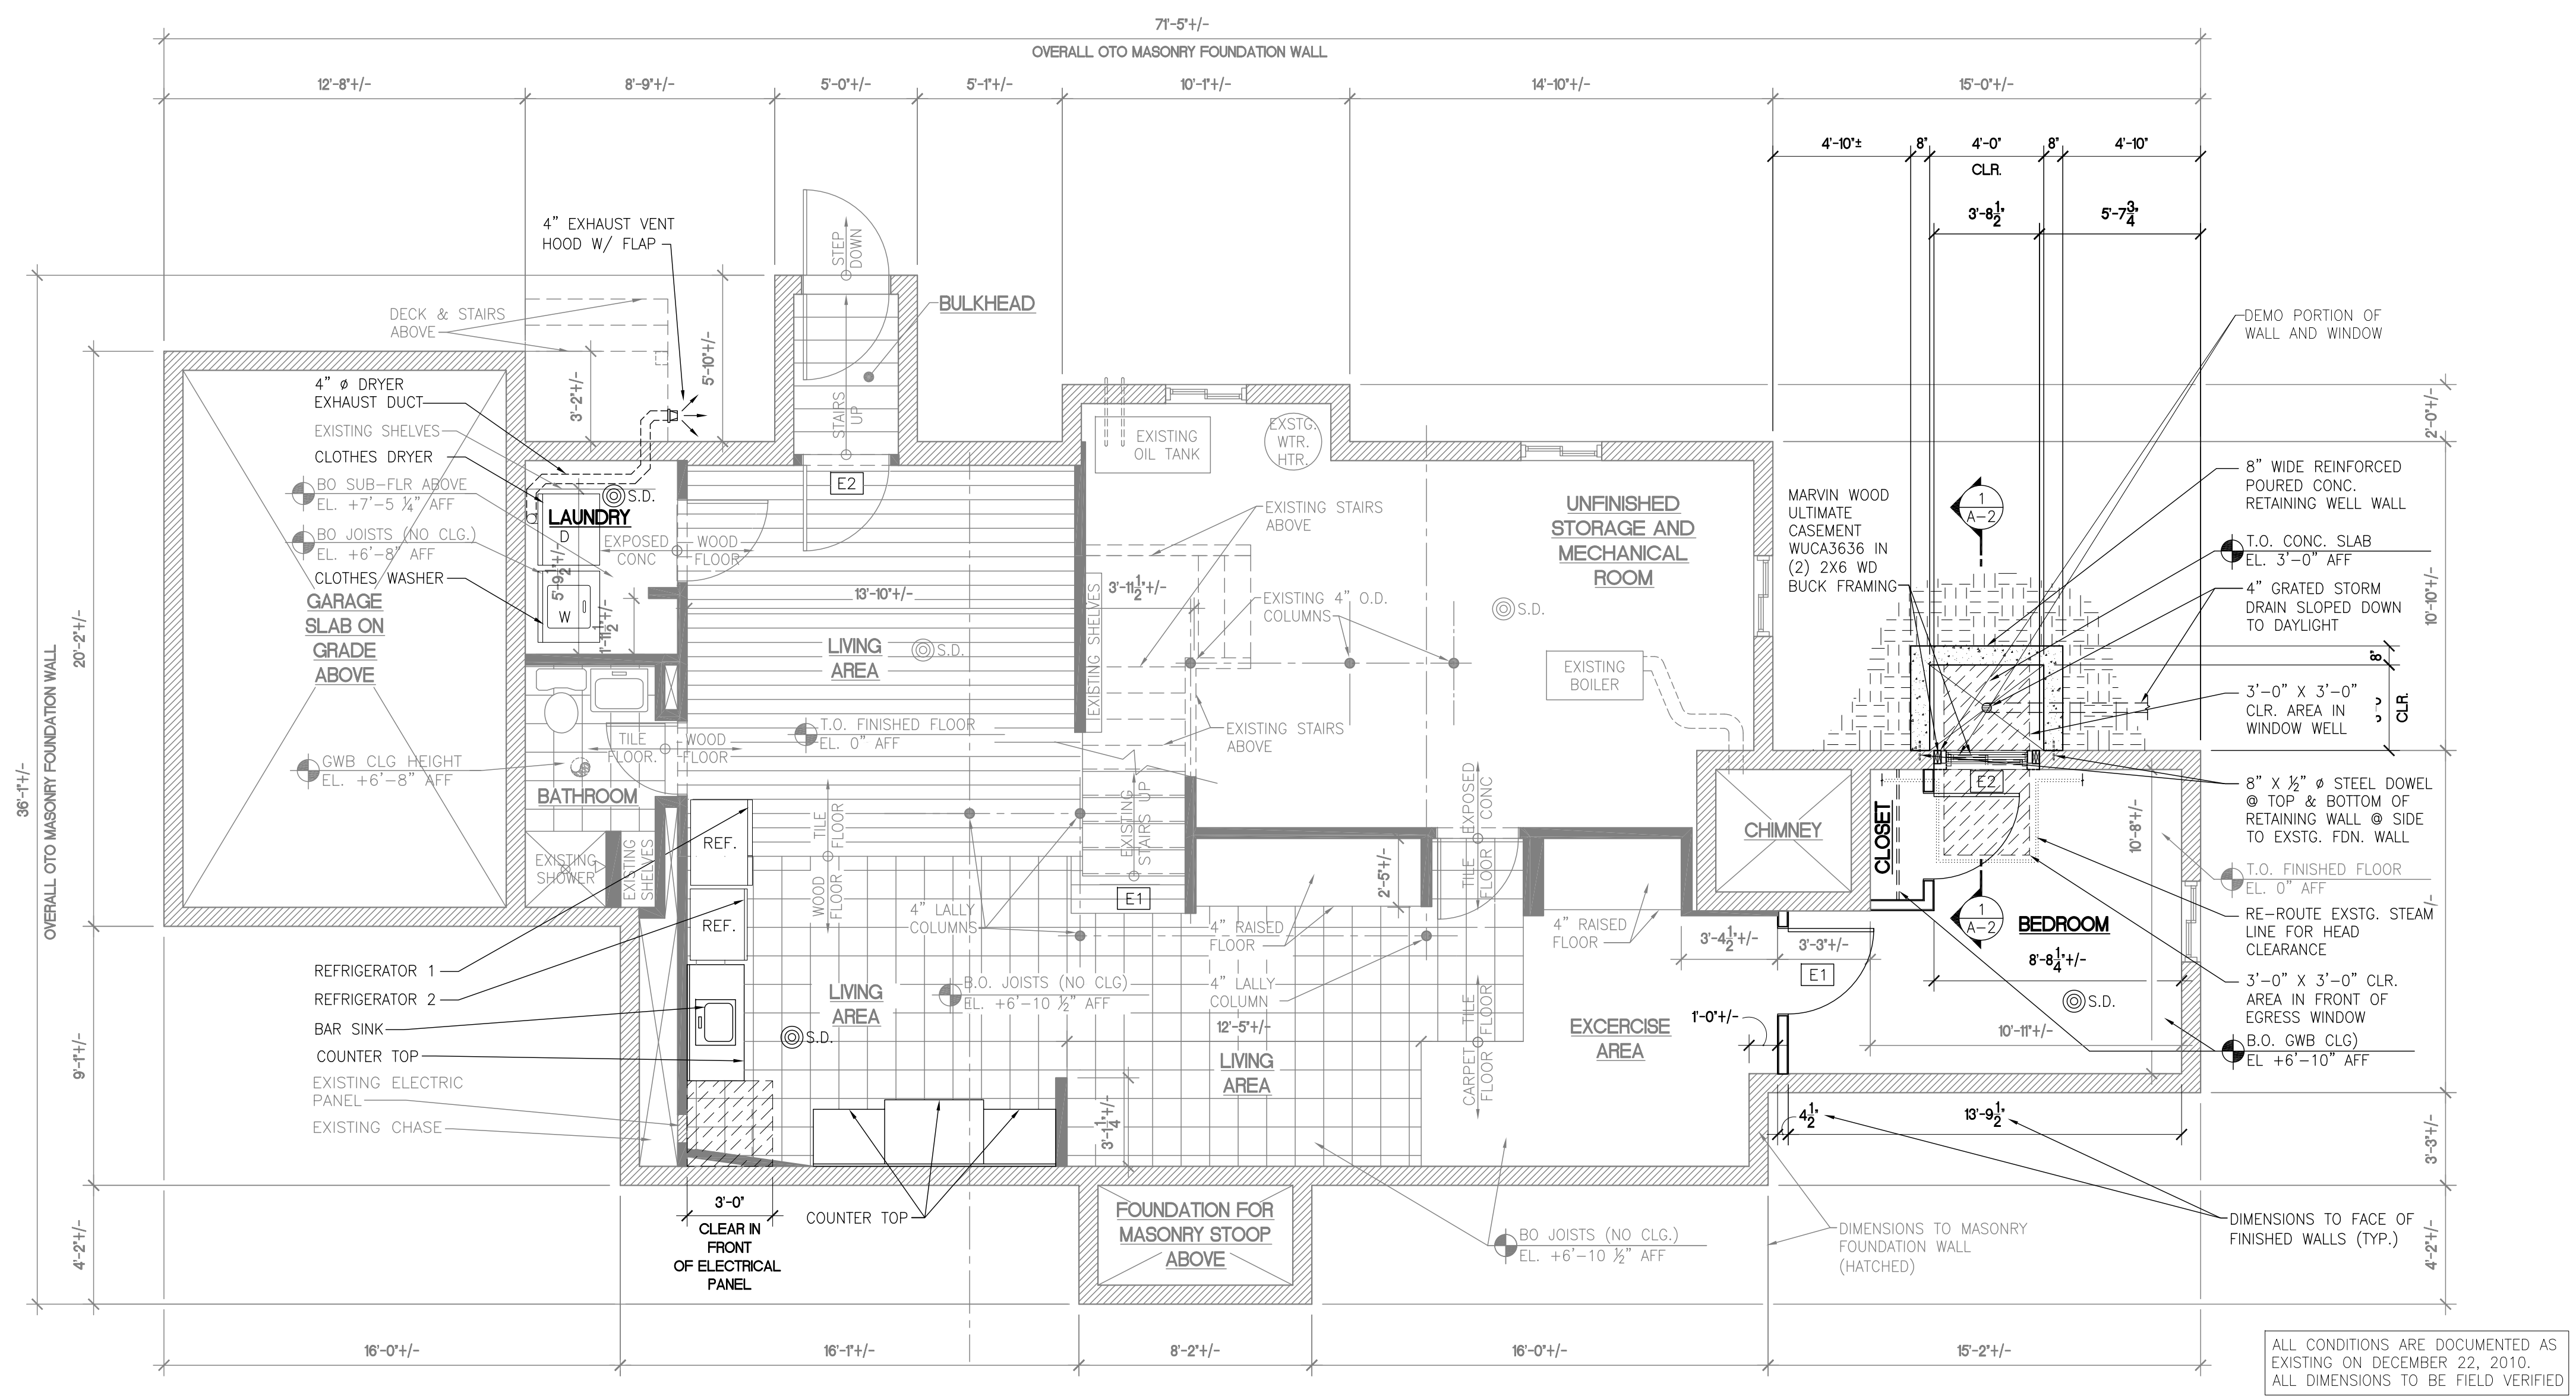 71'-5"+/-
OVERALL OTO MASONRY FOUNDATION WALL
12'-8"+/-
8'-9"+/-
5'-0"+/-
5'-1"+/-
10'-1"+/-
14'-10"+/-
15'-0"+/-
4'-10"±
8"
4'-0"
CLR.
8"
4'-10"
3'-8 1/2"
5'-7 3/4"
4" EXHAUST VENT
HOOD W/ FLAP
STEP
DOWN
BULKHEAD
DECK & STAIRS
ABOVE
5'-10"+/-
3'-2"+/-
STAIRS
UP
DEMO PORTION OF
WALL AND WINDOW
4" ø DRYER
EXHAUST DUCT
EXISTING SHELVES
CLOTHES DRYER
BO SUB-FLR ABOVE
EL. +7'-5 ¼" AFF
BO JOISTS (NO CLG.)
EL. +6'-8" AFF
CLOTHES WASHER
GARAGE
SLAB ON
GRADE
ABOVE
S.D.
LAUNDRY
D
W
5'-9 1/2"+/-
1'-11 1/2"+/-
EXPOSED
CONC
WOOD
FLOOR
E2
13'-10"+/-
LIVING
AREA
S.D.
EXISTING SHELVES
EXISTING
OIL TANK
EXSTG.
WTR.
HTR.
EXISTING STAIRS
ABOVE
3'-11 1/2"+/-
EXISTING 4" O.D.
COLUMNS
EXISTING STAIRS
ABOVE
UNFINISHED
STORAGE AND
MECHANICAL
ROOM
S.D.
EXISTING
BOILER
MARVIN WOOD
ULTIMATE
CASEMENT
WUCA3636 IN
(2) 2X6 WD
BUCK FRAMING
1
A-2
8" WIDE REINFORCED
POURED CONC.
RETAINING WELL WALL
T.O. CONC. SLAB
EL. 3'-0" AFF
4" GRATED STORM
DRAIN SLOPED DOWN
TO DAYLIGHT
8"
CLR.
3'-0" X 3'-0"
CLR. AREA IN
WINDOW WELL
8" X ½" ø STEEL DOWEL
@ TOP & BOTTOM OF
RETAINING WALL @ SIDE
TO EXSTG. FDN. WALL
T.O. FINISHED FLOOR
EL. 0" AFF
RE-ROUTE EXSTG. STEAM
LINE FOR HEAD
CLEARANCE
3'-0" X 3'-0" CLR.
AREA IN FRONT OF
EGRESS WINDOW
B.O. GWB CLG)
EL +6'-10" AFF
2'-0"+/-
10'-10"+/-
3'-3"+/-
4'-2"+/-
36'-1"+/-
OVERALL OTO MASONRY FOUNDATION WALL
20'-2"+/-
9'-1"+/-
4'-2"+/-
GWB CLG HEIGHT
EL. +6'-8" AFF
TILE
FLOOR.
WOOD
FLOOR
BATHROOM
EXISTING
SHOWER
EXISTING
SHELVES
T.O. FINISHED FLOOR
EL. 0" AFF
REF.
REF.
WOOD
FLOOR
TILE
FLOOR
4" LALLY
COLUMNS
EXISTING
STAIRS UP
E1
2'-5"+/-
4" RAISED
FLOOR
EXPOSED
CONC
TILE
FLOOR
4" RAISED
FLOOR
CHIMNEY
CLOSET
E2
10'-8"+/-
1
A-2
BEDROOM
8'-8 1/4"+/-
S.D.
10'-11"+/-
3'-4 1/2"+/-
3'-3"+/-
E1
1'-0"+/-
EXCERCISE
AREA
REFRIGERATOR 1
REFRIGERATOR 2
BAR SINK
COUNTER TOP
EXISTING ELECTRIC
PANEL
EXISTING CHASE
LIVING
AREA
S.D.
B.O. JOISTS (NO CLG)
EL. +6'-10 ½" AFF
4" LALLY
COLUMN
12'-5"+/-
LIVING
AREA
TILE
FLOOR
CARPET
FLOOR
3'-1 1/4"+/-
4 1/2"
13'-9 1/2"
3'-0"
CLEAR IN
FRONT
OF ELECTRICAL
PANEL
COUNTER TOP
FOUNDATION FOR
MASONRY STOOP
ABOVE
BO JOISTS (NO CLG.)
EL. +6'-10 ½" AFF
DIMENSIONS TO MASONRY
FOUNDATION WALL
(HATCHED)
DIMENSIONS TO FACE OF
FINISHED WALLS (TYP.)
16'-0"+/-
16'-1"+/-
8'-2"+/-
16'-0"+/-
15'-2"+/-
ALL CONDITIONS ARE DOCUMENTED AS
EXISTING ON DECEMBER 22, 2010.
ALL DIMENSIONS TO BE FIELD VERIFIED